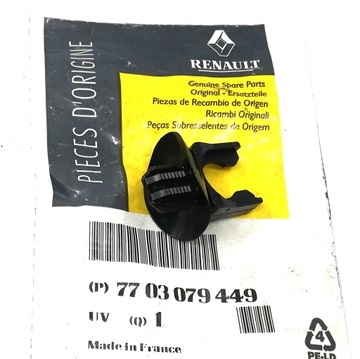 PIECES D'ORIGINE
RENAULT
Genuine Spare Parts
Original-Ersatzteile
Piezas de Recambio de Origen
Ricambi Originali
Peças Sobresselentes de Origem
(P) 77 03 079 449
UV (Q) 1
Made in France
4
PE-LD